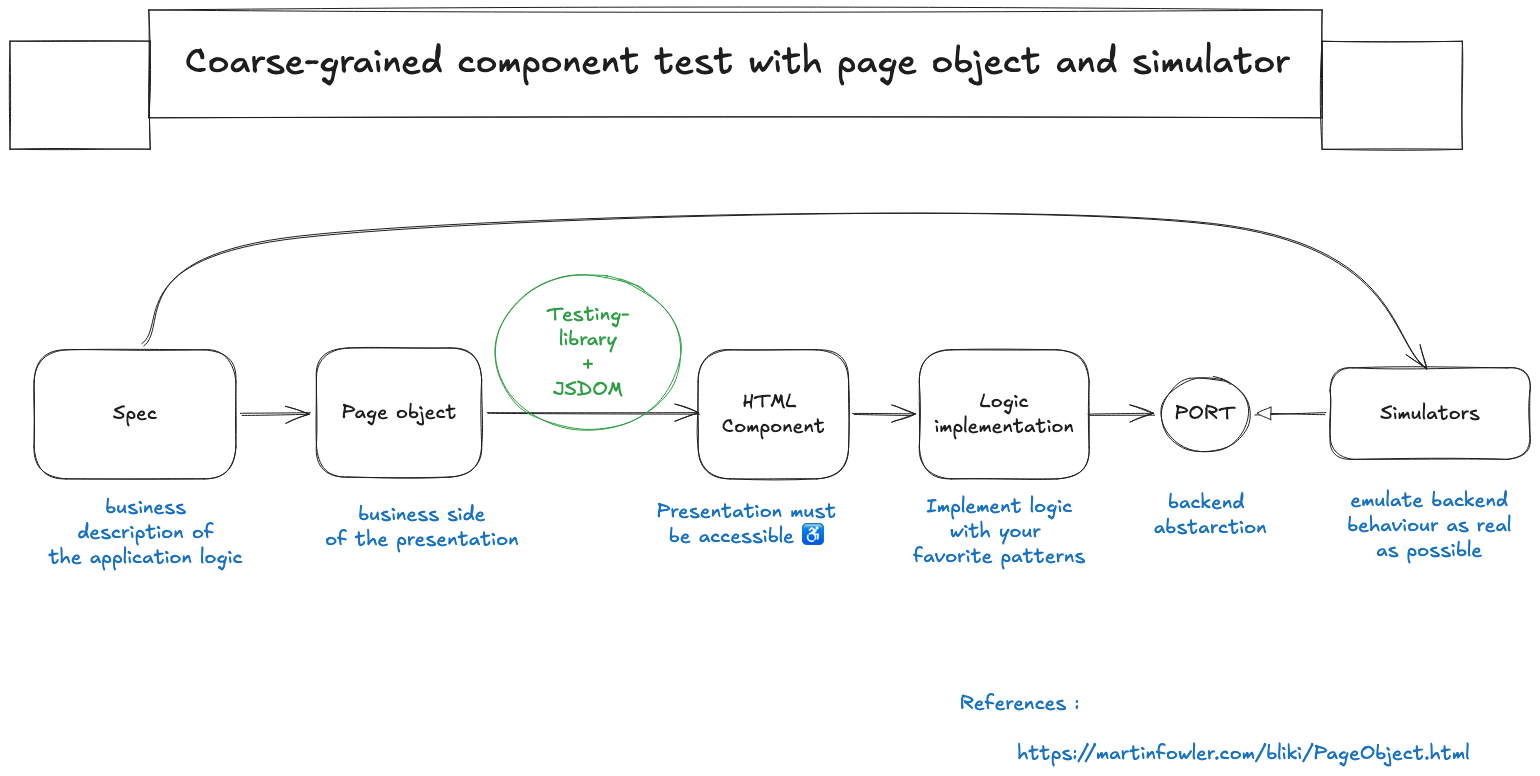 Coarse-grained component test with page object and simulator
Testing-
library
+
JSDOM
Spec
Page object
HTML
Component
Logic
implementation
PORT
Simulators
business
description of
the application logic
business side
of the presentation
Presentation must
be accessible ♿
Implement logic
with your
favorite patterns
backend
abstarction
emulate backend
behaviour as real
as possible
References :
https://martinfowler.com/bliki/PageObject.html